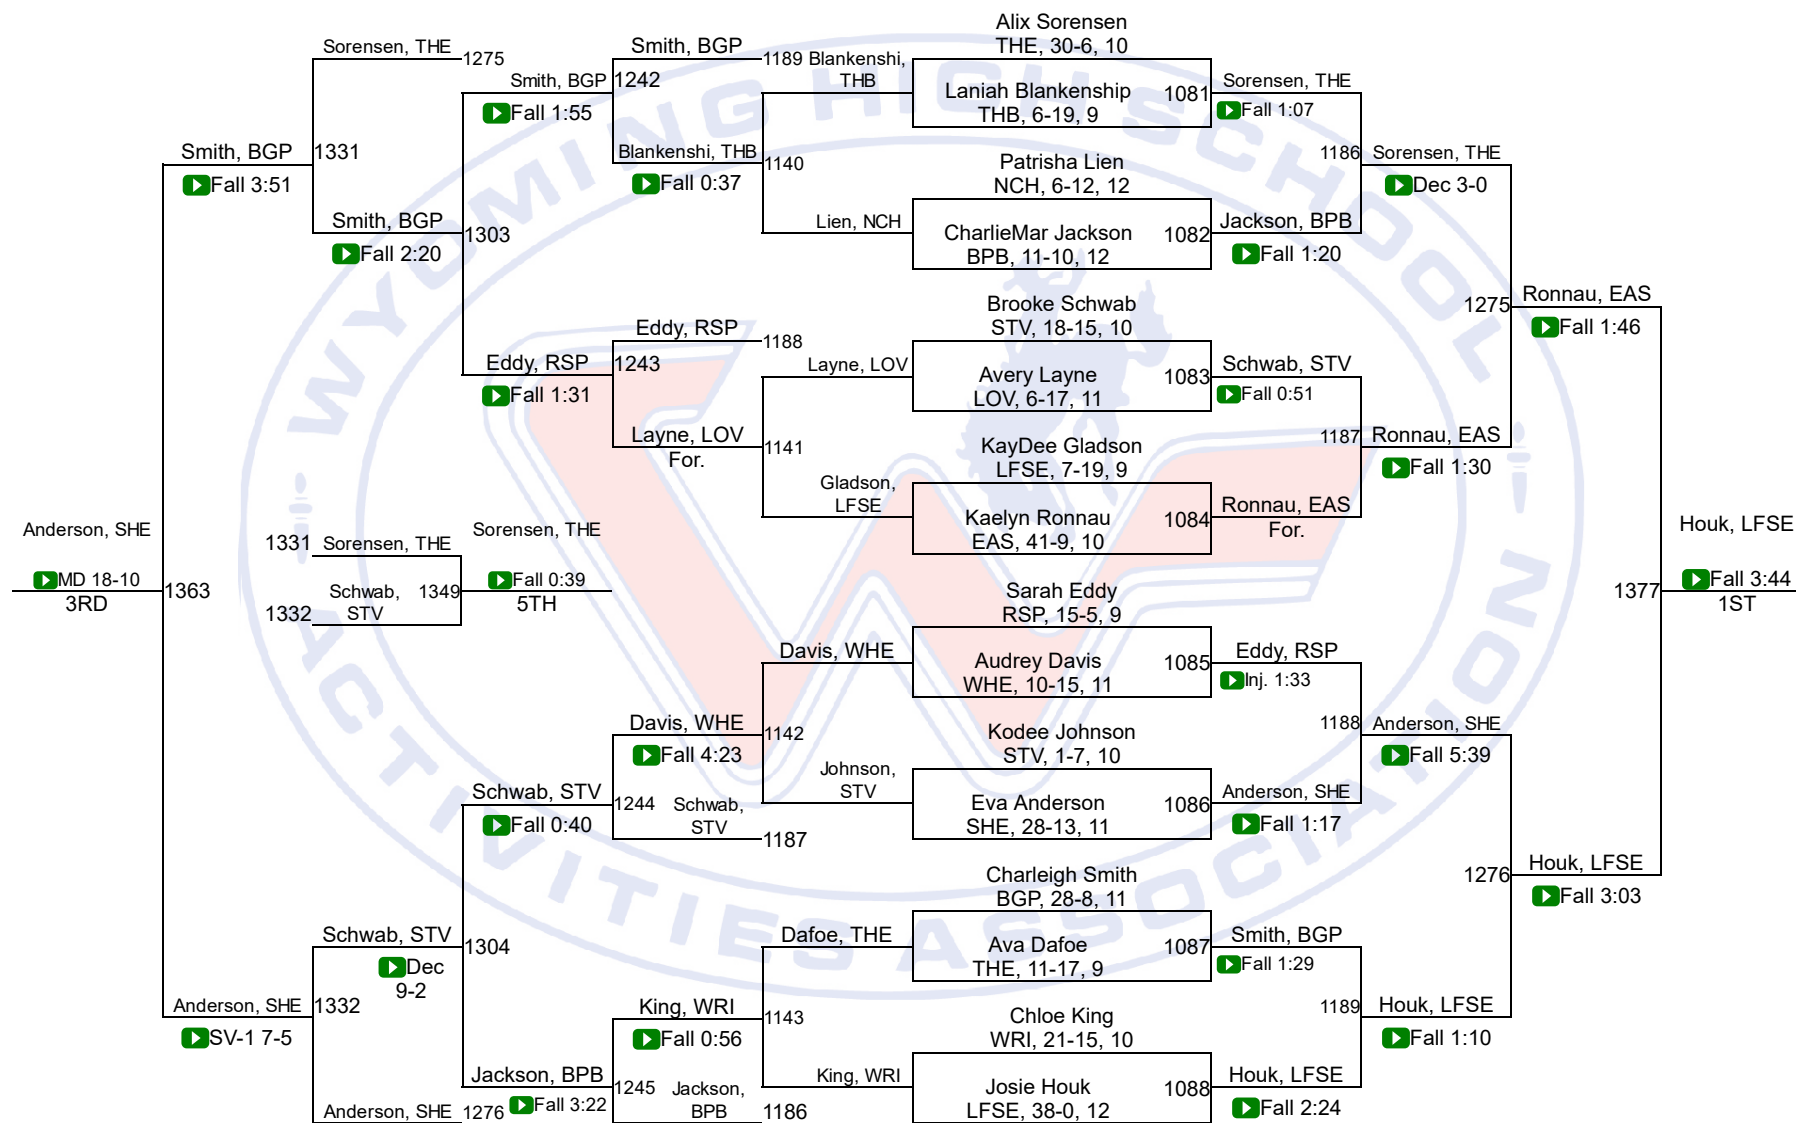 WYOMING HIGH SCHOOL
ACTIVITIES ASSOCIATION
Alix Sorensen
THE, 30-6, 10
Laniah Blankenship
THB, 6-19, 9
1081
Patrisha Lien
NCH, 6-12, 12
CharlieMar Jackson
BPB, 11-10, 12
1082
Brooke Schwab
STV, 18-15, 10
Avery Layne
LOV, 6-17, 11
1083
KayDee Gladson
LFSE, 7-19, 9
Kaelyn Ronnau
EAS, 41-9, 10
1084
Sarah Eddy
RSP, 15-5, 9
Audrey Davis
WHE, 10-15, 11
1085
Kodee Johnson
STV, 1-7, 10
Eva Anderson
SHE, 28-13, 11
1086
Charleigh Smith
BGP, 28-8, 11
Ava Dafoe
THE, 11-17, 9
1087
Chloe King
WRI, 21-15, 10
Josie Houk
LFSE, 38-0, 12
1088
Sorensen, THE
Fall 1:07
Jackson, BPB
Fall 1:20
Schwab, STV
Fall 0:51
Ronnau, EAS
For.
Eddy, RSP
Inj. 1:33
Anderson, SHE
Fall 1:17
Smith, BGP
Fall 1:29
Houk, LFSE
Fall 2:24
1186
Sorensen, THE
Dec 3-0
1187
Ronnau, EAS
Fall 1:30
1188
Anderson, SHE
Fall 5:39
1189
Houk, LFSE
Fall 1:10
1275
Ronnau, EAS
Fall 1:46
1276
Houk, LFSE
Fall 3:03
1377
Houk, LFSE
Fall 3:44
1ST
Blankenshi,
THB
Lien, NCH
Layne, LOV
Gladson,
LFSE
Davis, WHE
Johnson,
STV
Dafoe, THE
King, WRI
Smith, BGP
1189
Blankenshi, THB
Fall 0:37
1140
Eddy, RSP
1188
Layne, LOV
For.
1141
Davis, WHE
Fall 4:23
1142
Schwab,
STV
1187
King, WRI
Fall 0:56
1143
Jackson,
BPB
1186
Smith, BGP
Fall 1:55
1242
Eddy, RSP
Fall 1:31
1243
Schwab, STV
Fall 0:40
1244
Jackson, BPB
Fall 3:22
1245
Sorensen, THE
1275
Smith, BGP
Fall 2:20
1303
Schwab, STV
Dec
9-2
1304
Anderson, SHE
1276
Smith, BGP
Fall 3:51
1331
Anderson, SHE
SV-1 7-5
1332
Anderson, SHE
MD 18-10
3RD
1363
1331
Sorensen, THE
1332
Schwab,
STV
1349
Sorensen, THE
Fall 0:39
5TH